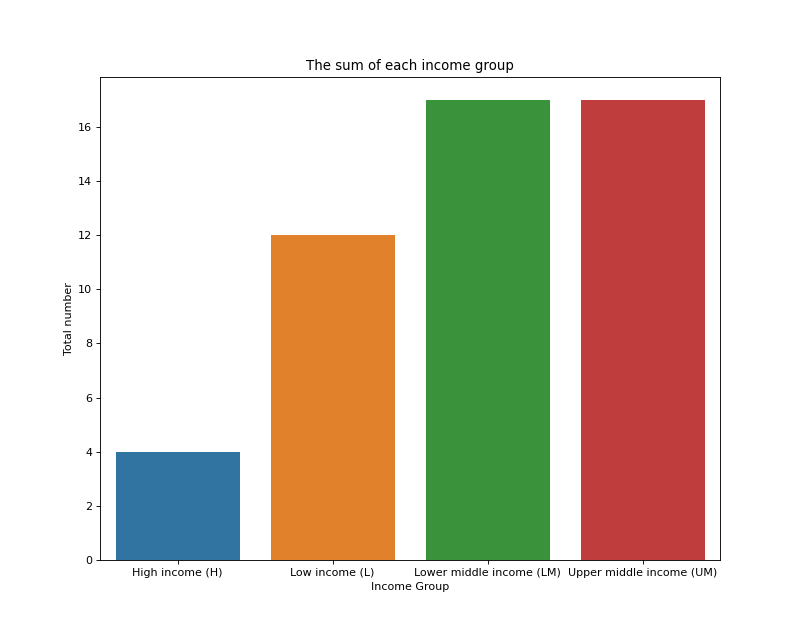 The sum of each income group
Total number
16
14
12
10
8
6
4
2
0
High income (H) Low income (L) Lower middle income (LM) Upper middle income (UM)
Income Group